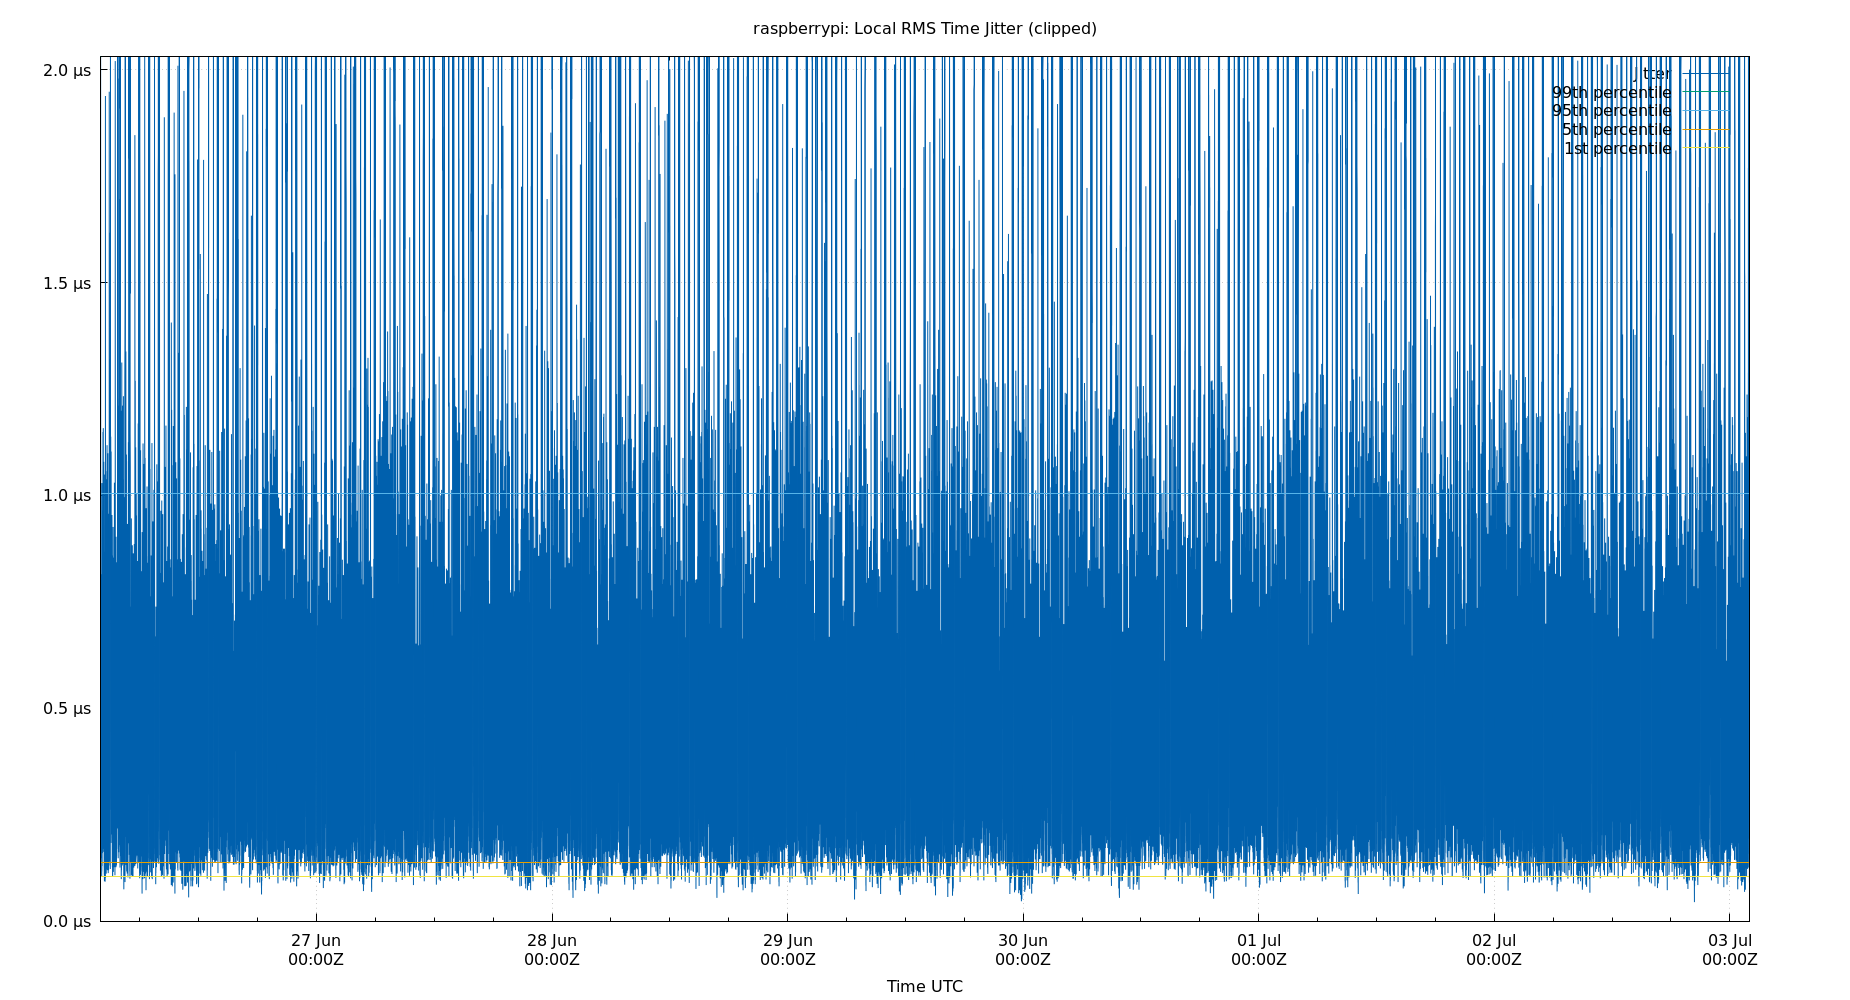 raspberrypi: Local RMS Time Jitter (clipped)
2.0 µs
1.5 µs
1.0 µs
0.5 µs
0.0 µs
Jitter
99th percentile
95th percentile
5th percentile
1st percentile
27 Jun 28 Jun 29 Jun 30 Jun 01 Jul 02 Jul 03 Jul
00:00Z 00:00Z 00:00Z 00:00Z 00:00Z 00:00Z 00:00Z
Time UTC